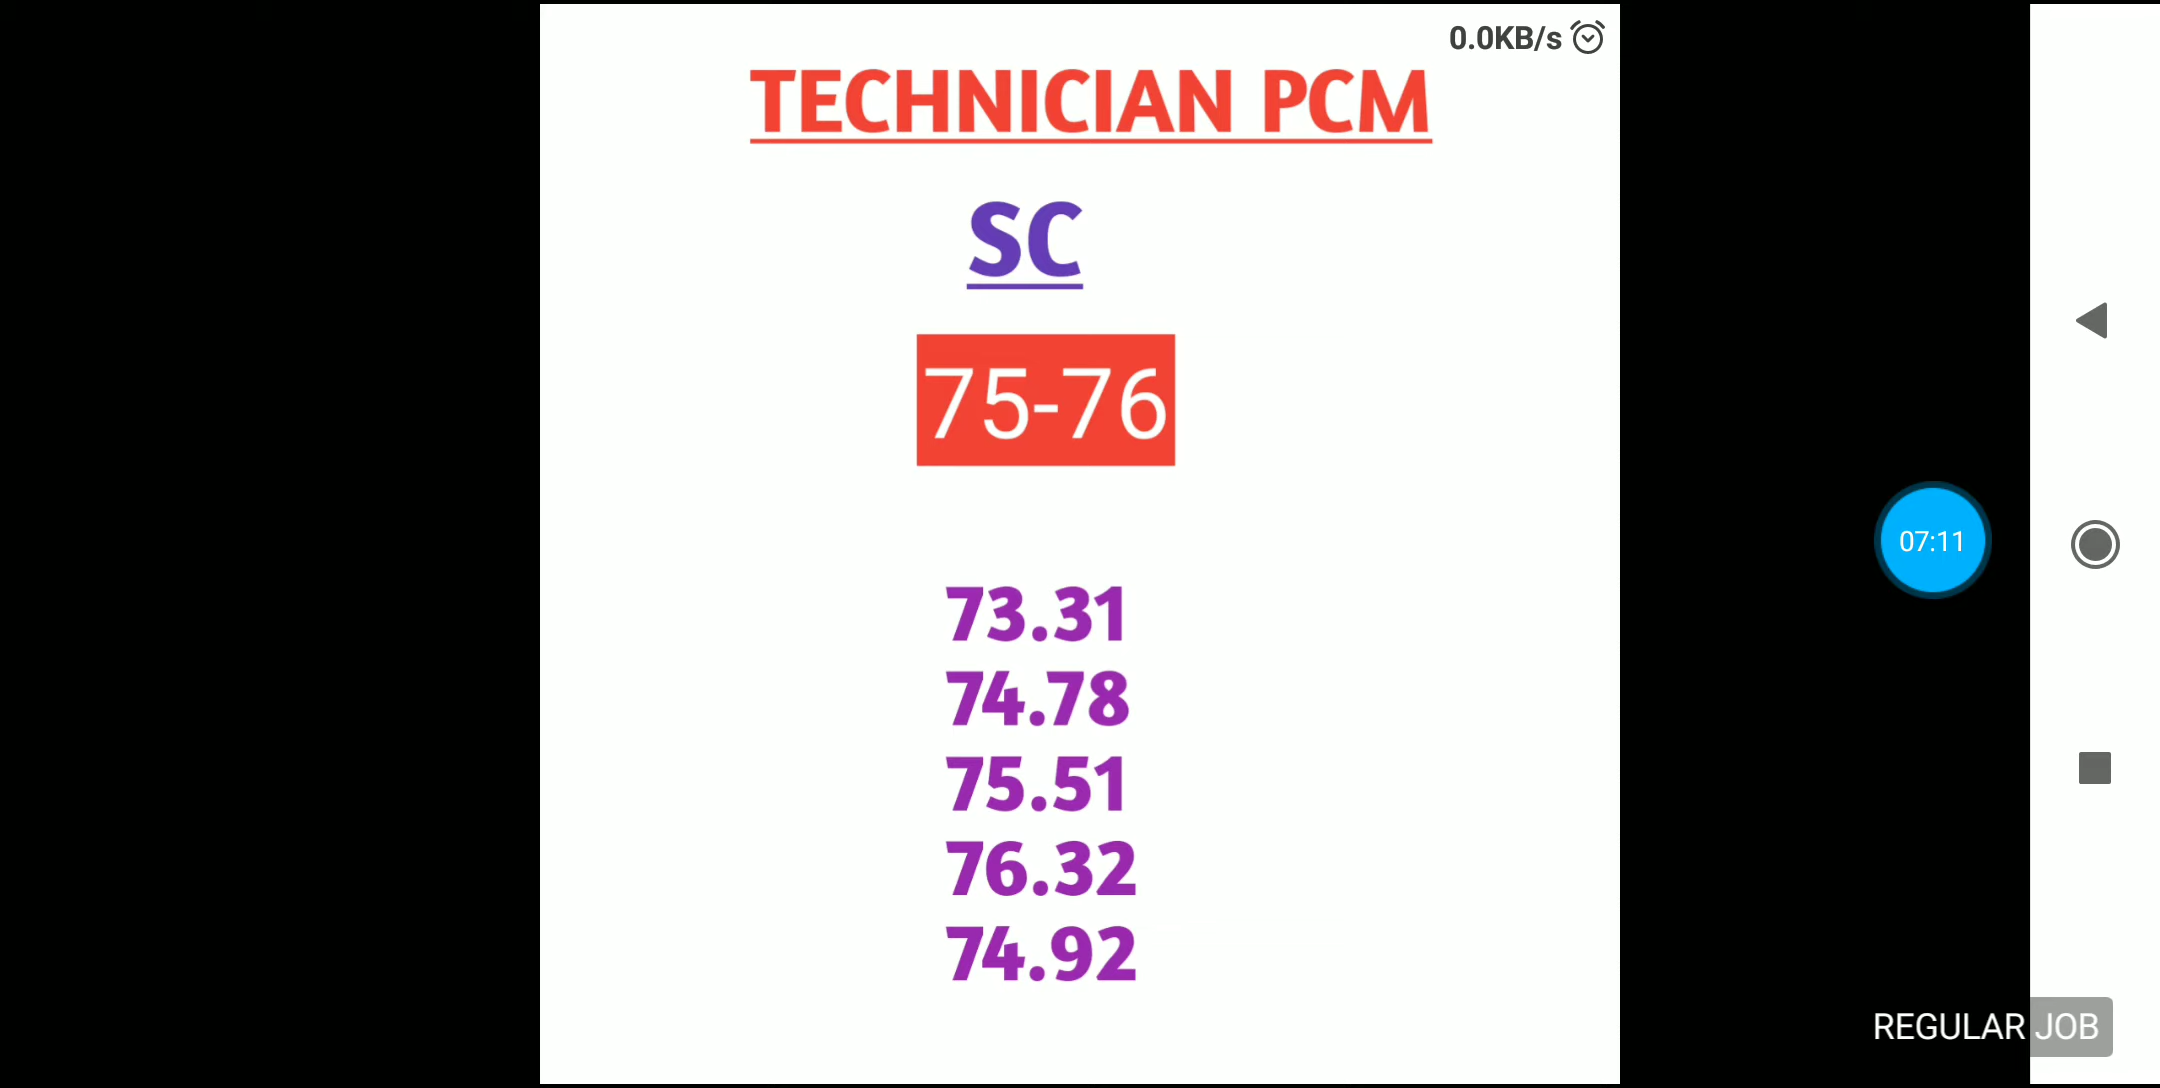 0.0KB/s
TECHNICIAN PCM
SC
75-76
73.31
74.78
75.51
76.32
74.92
07:11
REGULAR JOB